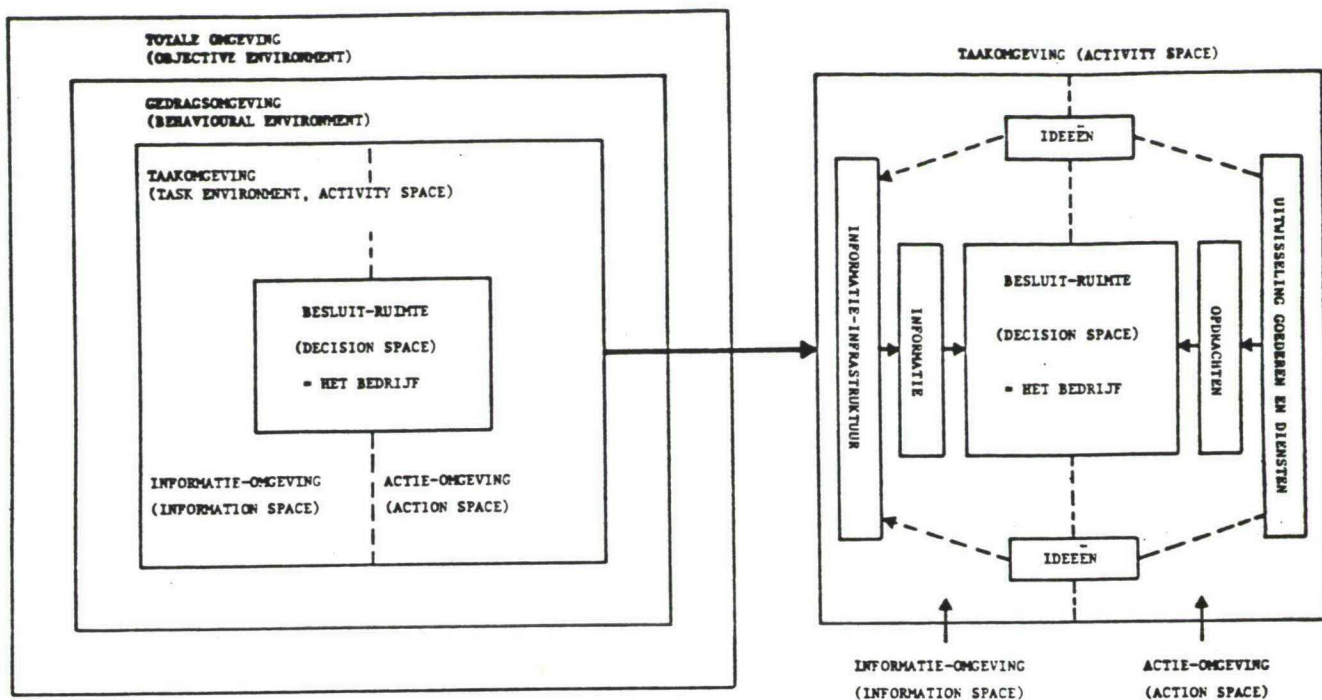 TOTALE OMGEVING
(OBJECTIVE ENVIRONMENT)
GEDRAGSOMGEVING
(BEHAVIOURAL ENVIRONMENT)
TAAKOMGEVING
(TASK ENVIRONMENT, ACTIVITY SPACE)
BESLUIT-RUIMTE
(DECISION SPACE)
= HET BEDRIJF
INFORMATIE-OMGEVING
(INFORMATION SPACE)
ACTIE-OMGEVING
(ACTION SPACE)
TAAKOMGEVING (ACTIVITY SPACE)
IDEEËN
INFORMATIE-INFRASTRUKTUUR
INFORMATIE
BESLUIT-RUIMTE
(DECISION SPACE)
= HET BEDRIJF
OPDRACHTEN
UITWISSELING GOEDEREN EN DIENSTEN
IDEEËN
INFORMATIE-OMGEVING
(INFORMATION SPACE)
ACTIE-OMGEVING
(ACTION SPACE)